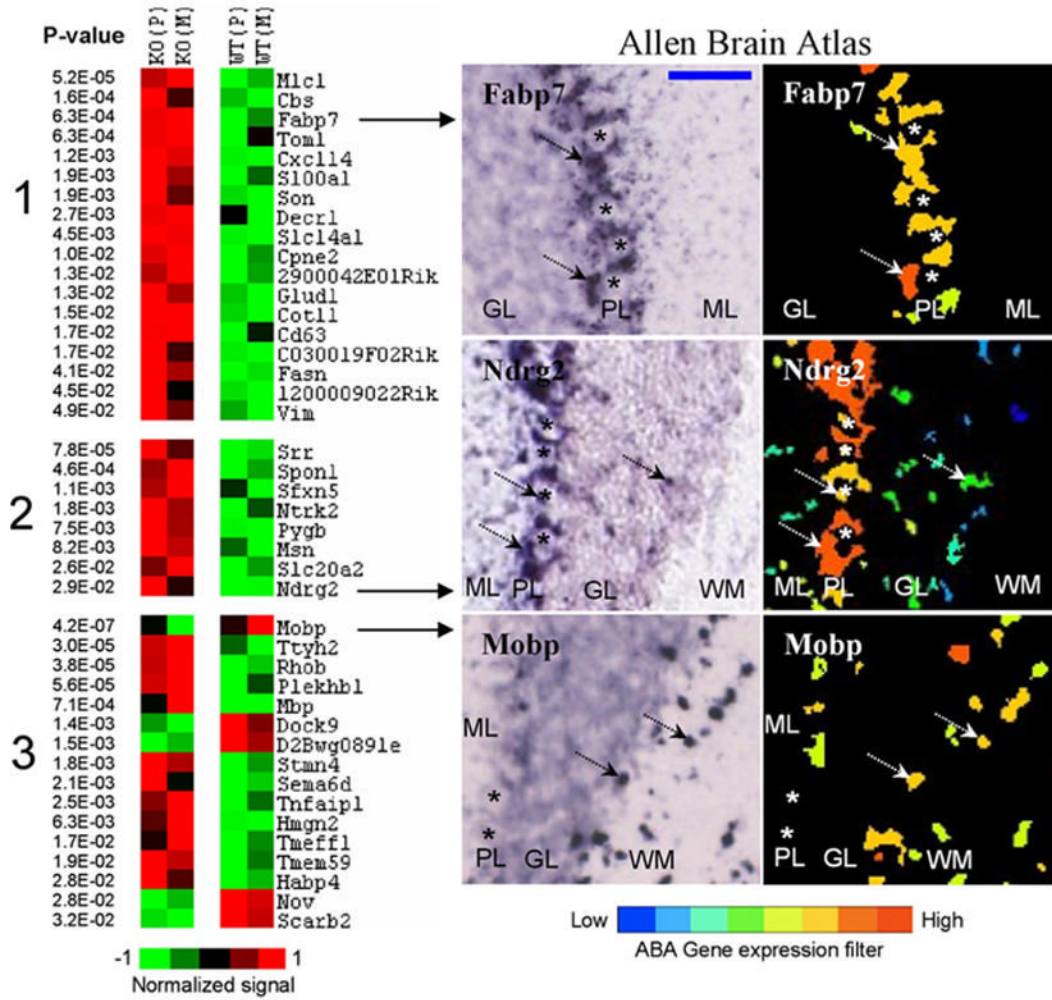 P-value
KO(P) KO(M) WT(P) WT(M)
1
5.2E-05 Mlc1
1.6E-04 Cbs
6.3E-04 Fabp7
6.3E-04 Tom1
1.2E-03 Cxcl14
1.9E-03 S100a1
1.9E-03 Son
2.7E-03 Decr1
4.5E-03 Slc14a1
1.0E-02 Cpne2
1.3E-02 2900042E01Rik
1.3E-02 Glud1
1.5E-02 Cotl1
1.7E-02 Cd63
1.7E-02 C030019F02Rik
4.1E-02 Fasn
4.5E-02 1200009O22Rik
4.9E-02 Vim
2
7.8E-05 Srr
4.6E-04 Spon1
1.1E-03 Sfxn5
1.8E-03 Ntrk2
7.5E-03 Pygb
8.2E-03 Msn
2.6E-02 Slc20a2
2.9E-02 Ndrg2
3
4.2E-07 Mobp
3.0E-05 Ttyh2
3.8E-05 Rhob
5.6E-05 Plekhb1
7.1E-04 Mbp
1.4E-03 Dock9
1.5E-03 D2Bwg0891e
1.8E-03 Stmn4
2.1E-03 Sema6d
2.5E-03 Tnfaip1
6.3E-03 Hmgn2
1.7E-02 Tmeff1
1.9E-02 Tmem59
2.8E-02 Habp4
2.8E-02 Nov
3.2E-02 Scarb2
-1 1
Normalized signal
Allen Brain Atlas
Fabp7 Fabp7
* *
* *
* *
* *
GL PL ML GL PL ML
Ndrg2 Ndrg2
* *
* *
* *
* *
ML PL GL WM ML PL GL WM
Mobp Mobp
ML ML
* *
* *
PL GL WM PL GL WM
Low High
ABA Gene expression filter